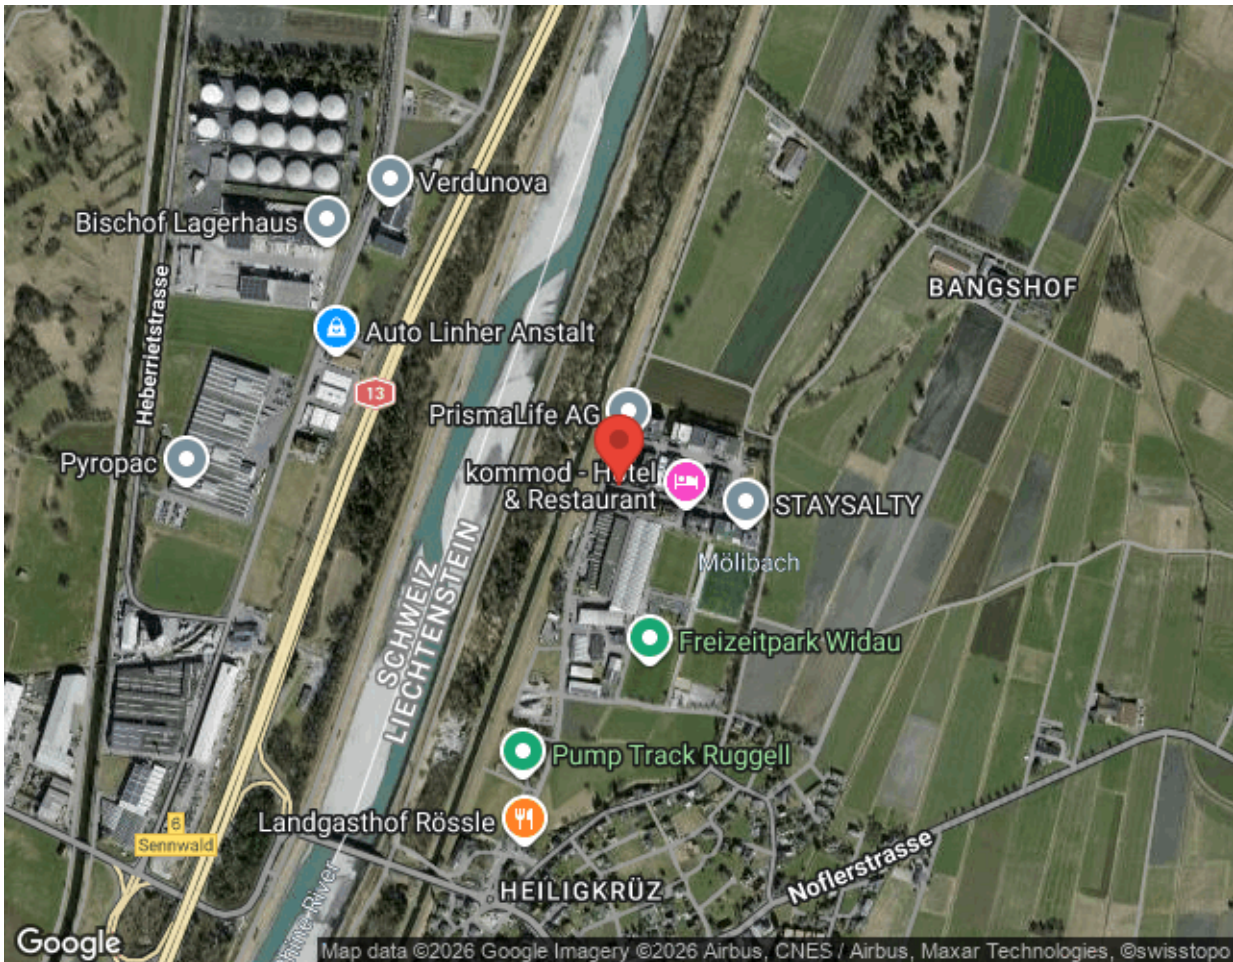 Verdunova
Bischof Lagerhaus
Heberrietstrasse
BANGSHOF
Auto Linher Anstalt
13
PrismaLife AG
Pyropac
kommod - Hotel
& Restaurant
STAYSALTY
SCHWEIZ
LIECHTENSTEIN
Mölibach
Freizeitpark Widau
Pump Track Ruggell
Landgasthof Rössle
6
Sennwald
Noflerstrasse
HEILIGKRÜZ
Rhine River
Google
Map data ©2026 Google Imagery ©2026 Airbus, CNES / Airbus, Maxar Technologies, ©swisstopo